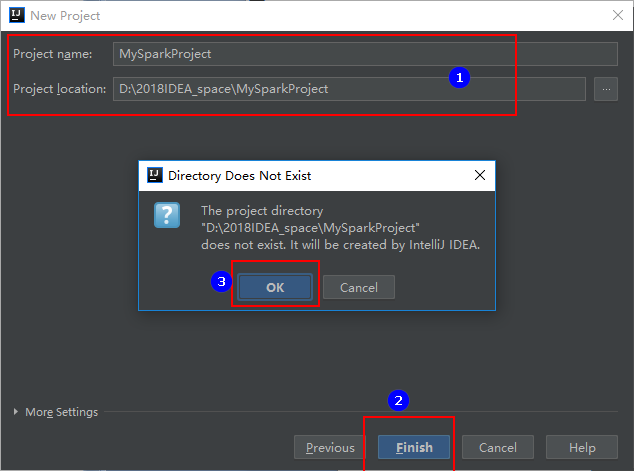 New Project
Project name: MySparkProject
1
Project location: D:\2018IDEA_space\MySparkProject ...
Directory Does Not Exist
The project directory
"D:\2018IDEA_space\MySparkProject"
does not exist. It will be created by IntelliJ IDEA.
3 OK Cancel
More Settings
2
Previous Finish Cancel Help